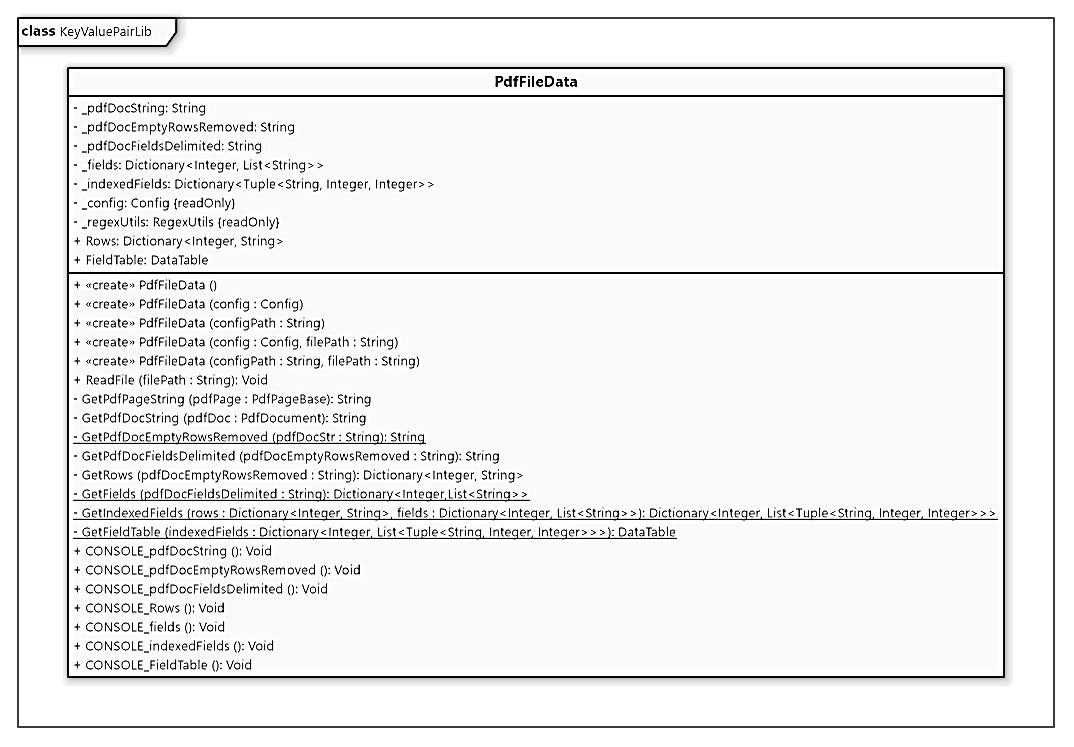 class KeyValuePairLib
PdfFileData
- _pdfDocString: String
- _pdfDocEmptyRowsRemoved: String
- _pdfDocFieldsDelimited: String
- _fields: Dictionary<Integer, List<String>>
- _indexedFields: Dictionary<Tuple<String, Integer, Integer>>
- _config: Config {readOnly}
- _regexUtils: RegexUtils {readOnly}
+ Rows: Dictionary<Integer, String>
+ FieldTable: DataTable
+ «create» PdfFileData ()
+ «create» PdfFileData (config : Config)
+ «create» PdfFileData (configPath : String)
+ «create» PdfFileData (config : Config, filePath : String)
+ «create» PdfFileData (configPath : String, filePath : String)
+ ReadFile (filePath : String): Void
- GetPdfPageString (pdfPage : PdfPageBase): String
- GetPdfDocString (pdfDoc : PdfDocument): String
- GetPdfDocEmptyRowsRemoved (pdfDocStr : String): String
- GetPdfDocFieldsDelimited (pdfDocEmptyRowsRemoved : String): String
- GetRows (pdfDocEmptyRowsRemoved : String): Dictionary<Integer, String>
- GetFields (pdfDocFieldsDelimited : String): Dictionary<Integer,List<String>>
- GetIndexedFields (rows : Dictionary<Integer, String>, fields : Dictionary<Integer, List<String>>): Dictionary<Integer, List<Tuple<String, Integer, Integer>>>
- GetFieldTable (indexedFields : Dictionary<Integer, List<Tuple<String, Integer, Integer>>>): DataTable
+ CONSOLE_pdfDocString (): Void
+ CONSOLE_pdfDocEmptyRowsRemoved (): Void
+ CONSOLE_pdfDocFieldsDelimited (): Void
+ CONSOLE_Rows (): Void
+ CONSOLE_fields (): Void
+ CONSOLE_indexedFields (): Void
+ CONSOLE_FieldTable (): Void